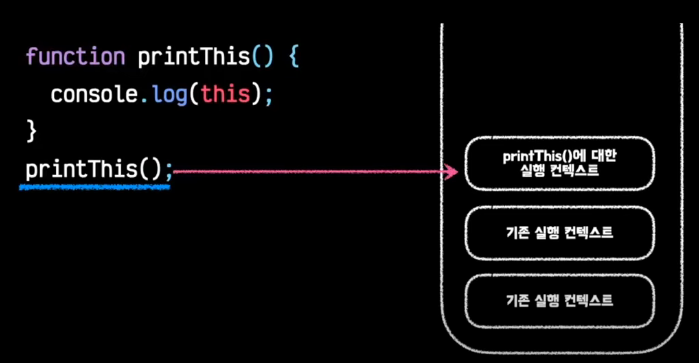 function printThis() {
console.log(this);
}
printThis();
printThis()에 대한
실행 컨텍스트
기존 실행 컨텍스트
기존 실행 컨텍스트